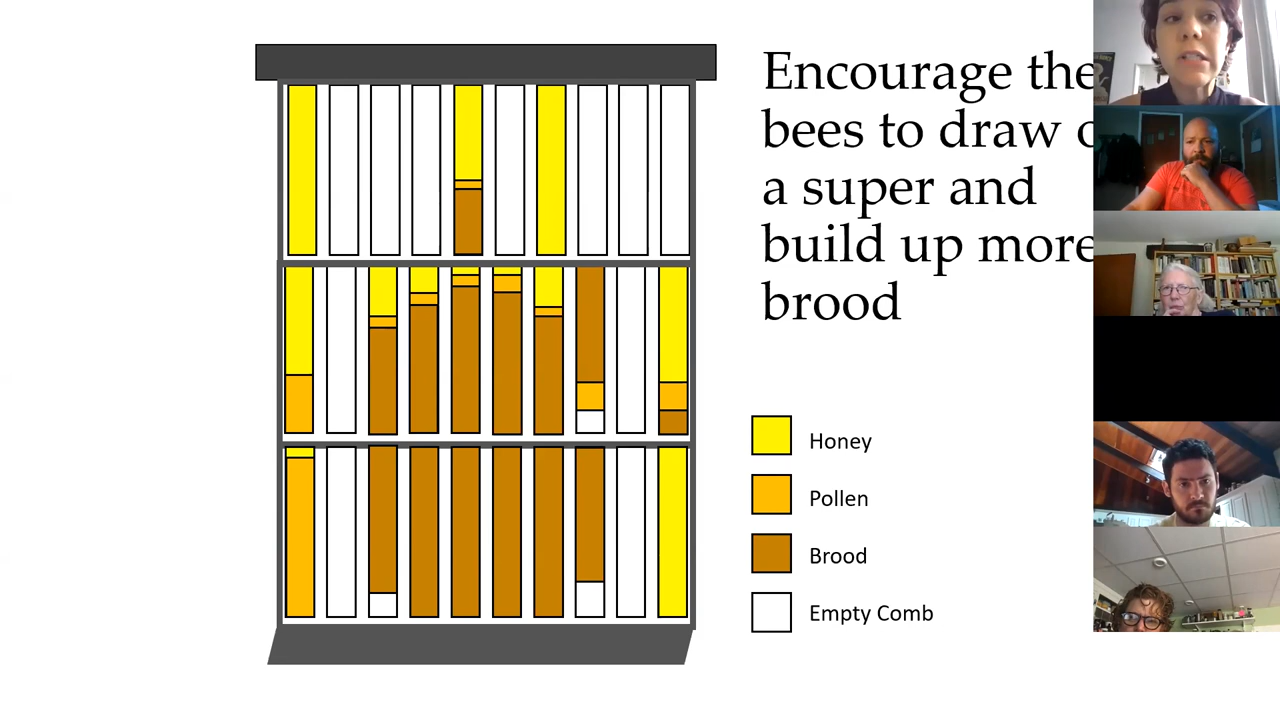 Encourage the
bees to draw
a super and
build up more
brood
Honey
Pollen
Brood
Empty Comb